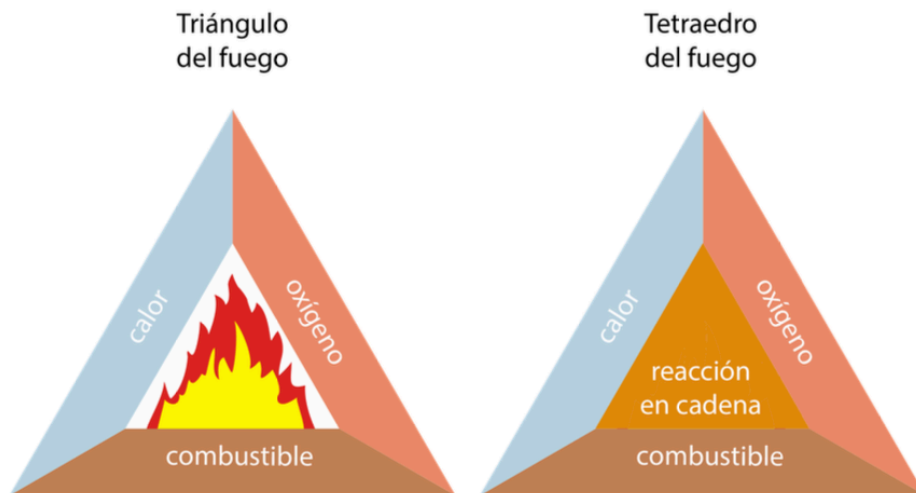 Triángulo
del fuego
calor
oxígeno
combustible
Tetraedro
del fuego
calor
oxígeno
reacción
en cadena
combustible